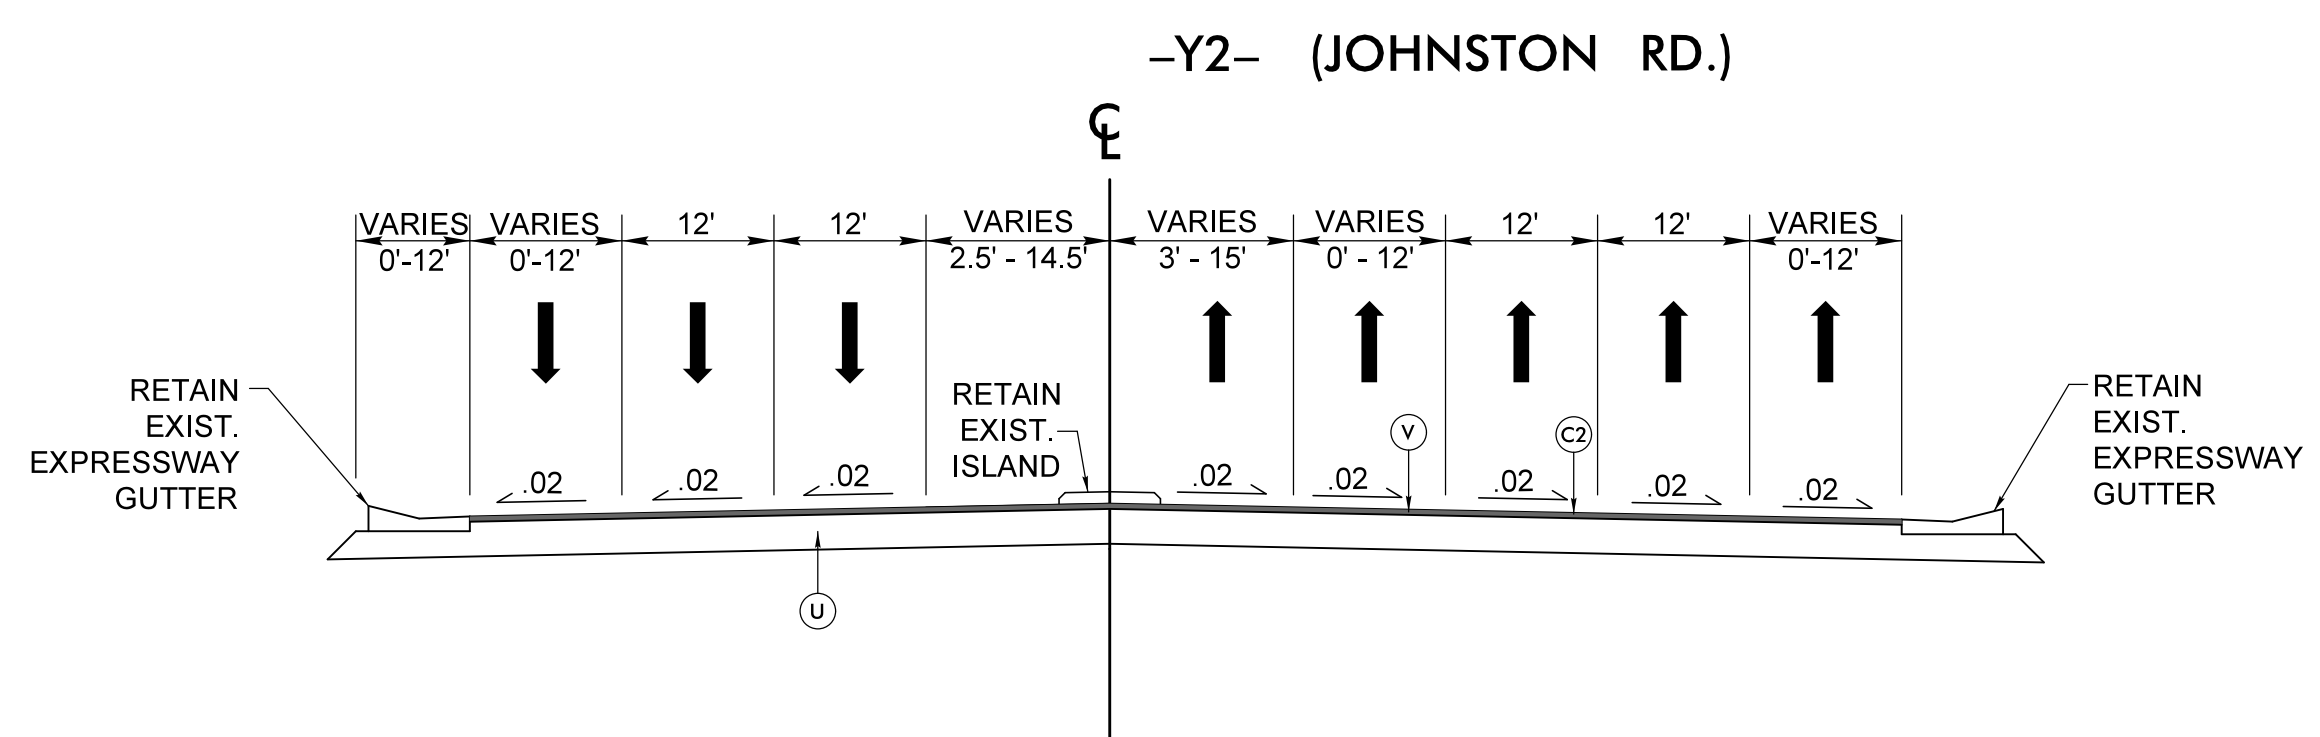 –Y2– (JOHNSTON RD.)
CL
VARIES VARIES 12' 12' VARIES VARIES VARIES 12' 12' VARIES
0'-12' 0'-12' 2.5' - 14.5' 3' - 15' 0' - 12' 0'-12'
RETAIN
EXIST.
EXPRESSWAY
GUTTER
RETAIN
EXIST.
ISLAND
V
C2
RETAIN
EXIST.
EXPRESSWAY
GUTTER
.02 .02 .02 .02 .02 .02 .02 .02
U